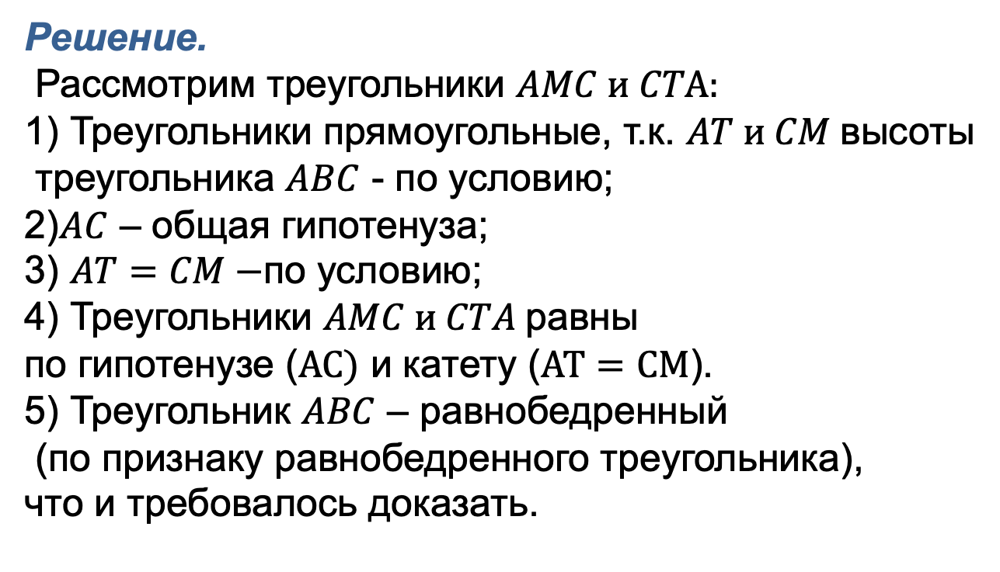 Решение.
Рассмотрим треугольники AMC и CTA:
1) Треугольники прямоугольные, т.к. AT и CM высоты
треугольника ABC - по условию;
2)AC – общая гипотенуза;
3) AT = CM –по условию;
4) Треугольники AMC и CTA равны
по гипотенузе (AC) и катету (AT = CM).
5) Треугольник ABC – равнобедренный
(по признаку равнобедренного треугольника),
что и требовалось доказать.